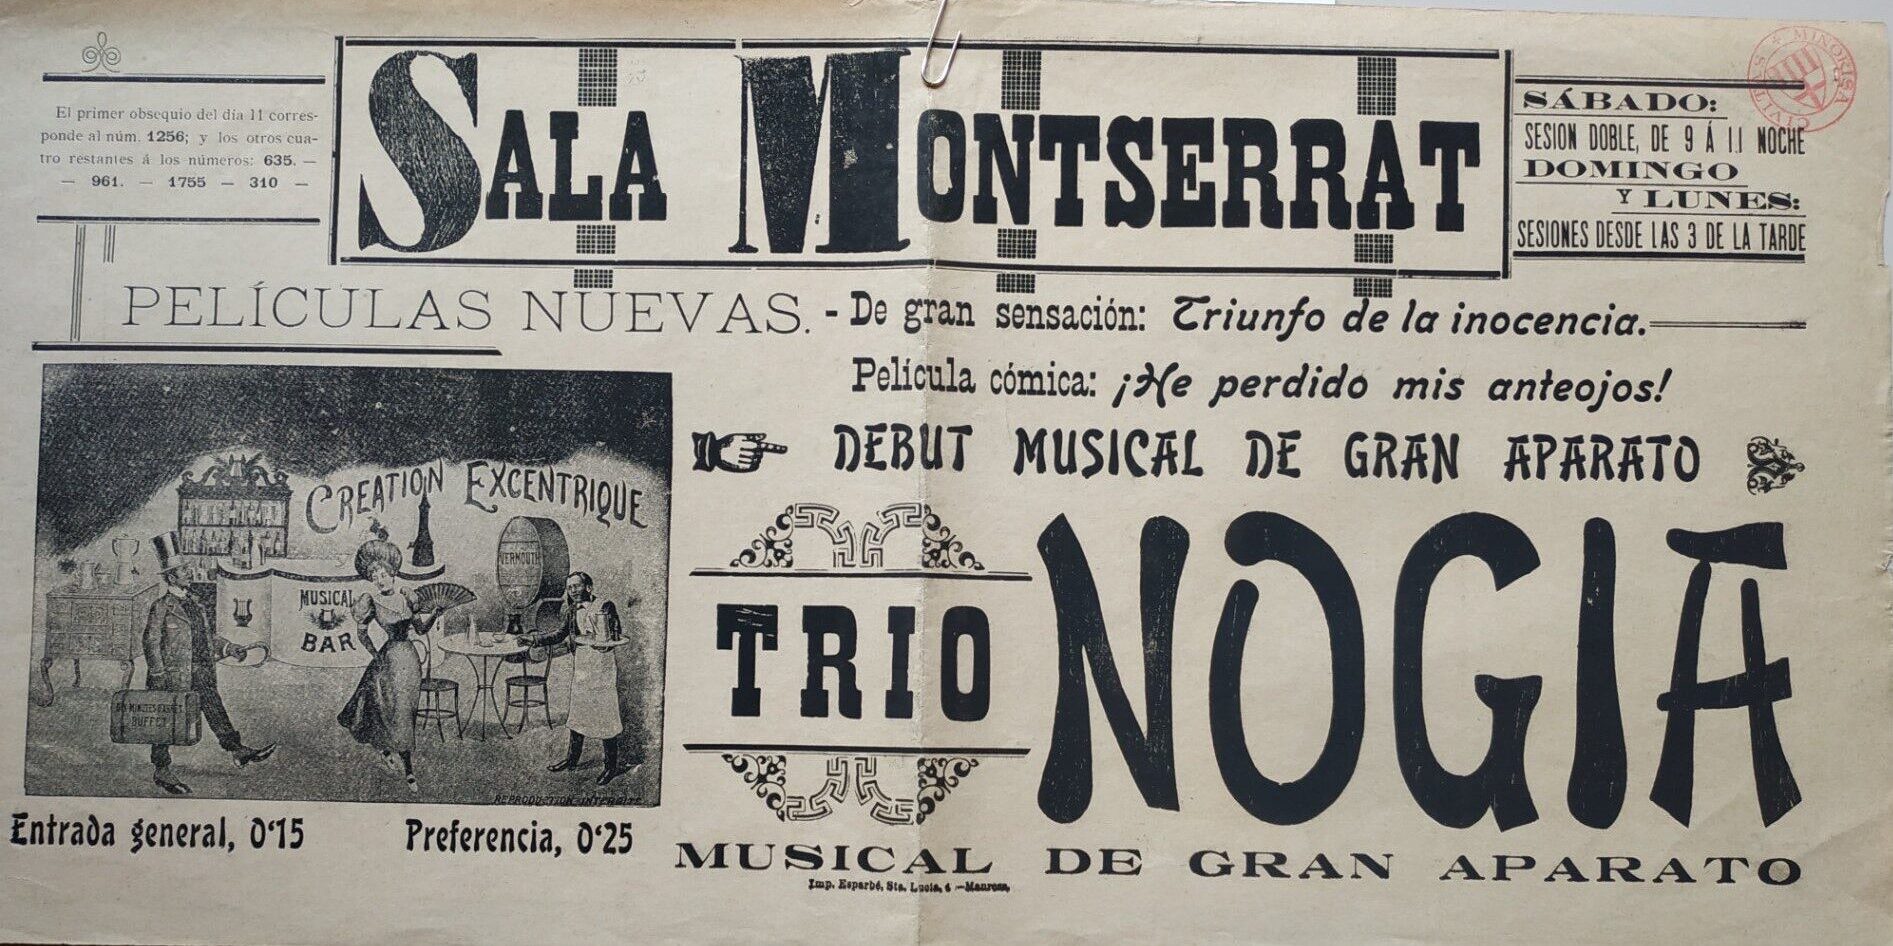 El primer obsequio del día 11 corres-
ponde al núm. 1256; y los otros cua-
tro restantes á los números: 635. —
— 961. — 1755 — 310 —
SALA MONTSERRAT
SÁBADO:
SESION DOBLE, DE 9 Á 11 NOCHE
DOMINGO
Y LUNES:
SESIONES DESDE LAS 3 DE LA TARDE
MINORISA CIVITAS
PELÍCULAS NUEVAS. - De gran sensación: Triunfo de la inocencia.
Película cómica: ¡He perdido mis anteojos!
DEBUT MUSICAL DE GRAN APARATO
CREATION EXCENTRIQUE
VERMOUTH
MUSICAL
BAR
BUFFET
REPRODUCTION INTERDITE
TRIO NOGIA
Entrada general, 0'15 Preferencia, 0'25
MUSICAL DE GRAN APARATO
Imp. Esparbé, Sta. Lucía, 4 :—Manresa,